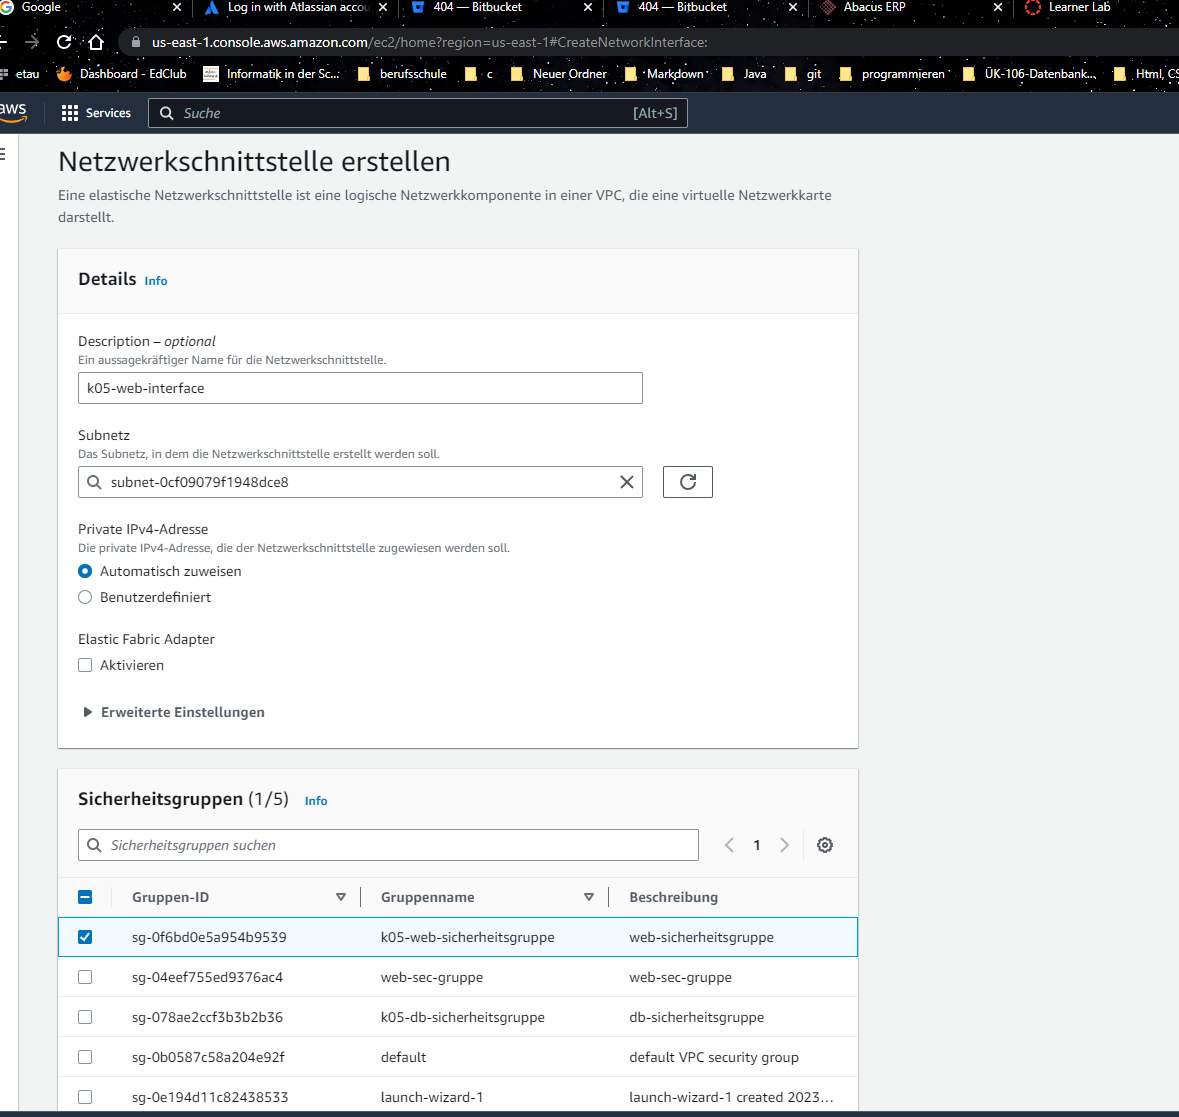 Google
Log in with Atlassian accou
404 — Bitbucket
404 — Bitbucket
Abacus ERP
Learner Lab
us-east-1.console.aws.amazon.com/ec2/home?region=us-east-1#CreateNetworkInterface:
etau
Dashboard - EdClub
Informatik in der Sc...
berufsschule
c
Neuer Ordner
Markdown
Java
git
programmieren
ÜK-106-Datenbank...
Html, CS
aws
Services
Suche
[Alt+S]
Netzwerkschnittstelle erstellen
Eine elastische Netzwerkschnittstelle ist eine logische Netzwerkkomponente in einer VPC, die eine virtuelle Netzwerkkarte
darstellt.
Details Info
Description – optional
Ein aussagekräftiger Name für die Netzwerkschnittstelle.
k05-web-interface
Subnetz
Das Subnetz, in dem die Netzwerkschnittstelle erstellt werden soll.
subnet-0cf09079f1948dce8
Private IPv4-Adresse
Die private IPv4-Adresse, die der Netzwerkschnittstelle zugewiesen werden soll.
Automatisch zuweisen
Benutzerdefiniert
Elastic Fabric Adapter
Aktivieren
Erweiterte Einstellungen
Sicherheitsgruppen (1/5) Info
Sicherheitsgruppen suchen
1
Gruppen-ID Gruppenname Beschreibung
sg-0f6bd0e5a954b9539 k05-web-sicherheitsgruppe web-sicherheitsgruppe
sg-04eef755ed9376ac4 web-sec-gruppe web-sec-gruppe
sg-078ae2ccf3b3b2b36 k05-db-sicherheitsgruppe db-sicherheitsgruppe
sg-0b0587c58a204e92f default default VPC security group
sg-0e194d11c82438533 launch-wizard-1 launch-wizard-1 created 2023...